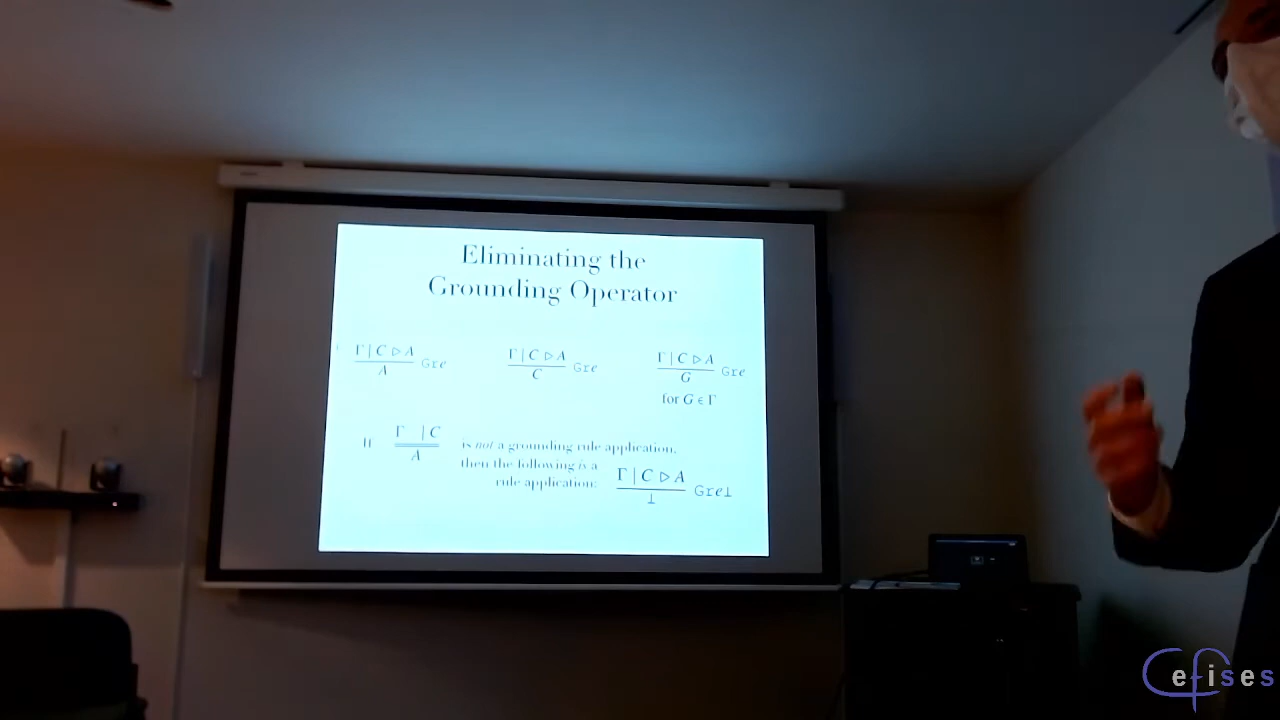 Eliminating the
Grounding Operator
Γ | C ▷ A
A
Gre
Γ | C ▷ A
C
Gre
Γ | C ▷ A
G
Gre
for G ∈ Γ
If
Γ | C
A
is not a grounding rule application,
then the following is a
rule application:
Γ | C ▷ A
⊥
Gre⊥
Cefises